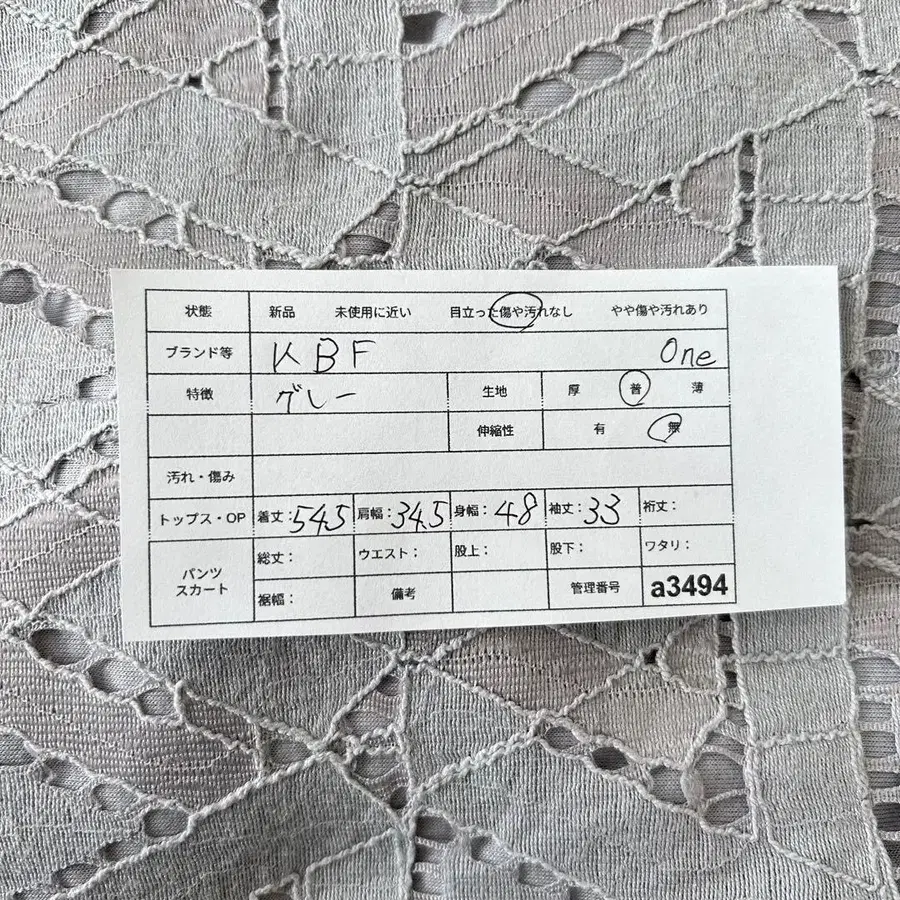 状態 新品 未使用に近い 目立った傷や汚れなし やや傷や汚れあり
ブランド等 KBF One
特徴 グレー 生地 厚 普 薄
伸縮性 有 無
汚れ・傷み
トップス・OP 着丈：54.5 肩幅：34.5 身幅：48 袖丈：33 裄丈：
パンツ スカート 総丈： ウエスト： 股上： 股下： ワタリ：
裾幅： 備考 管理番号 a3494